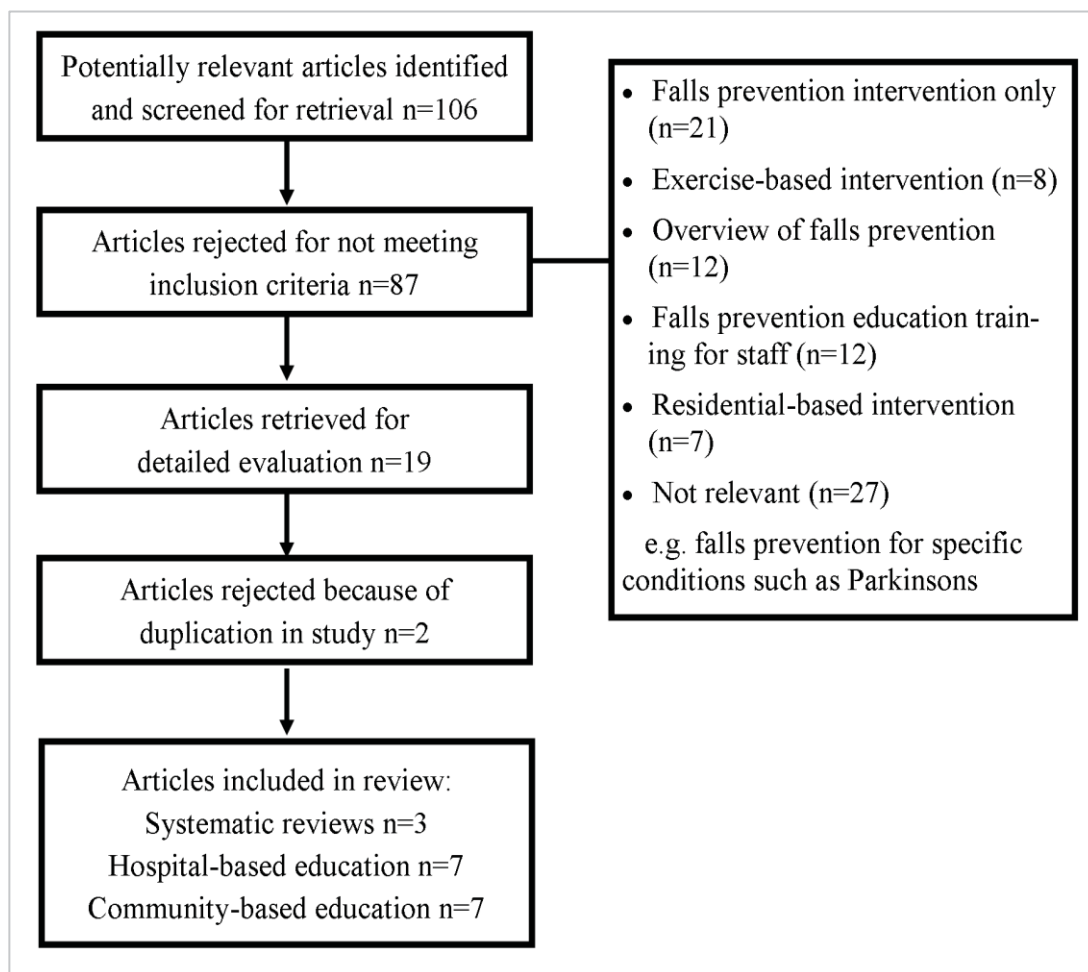 Potentially relevant articles identified
and screened for retrieval n=106
Articles rejected for not meeting
inclusion criteria n=87
Articles retrieved for
detailed evaluation n=19
Articles rejected because of
duplication in study n=2
Articles included in review:
Systematic reviews n=3
Hospital-based education n=7
Community-based education n=7
• Falls prevention intervention only
(n=21)
• Exercise-based intervention (n=8)
• Overview of falls prevention
(n=12)
• Falls prevention education train-
ing for staff (n=12)
• Residential-based intervention
(n=7)
• Not relevant (n=27)
e.g. falls prevention for specific
conditions such as Parkinsons